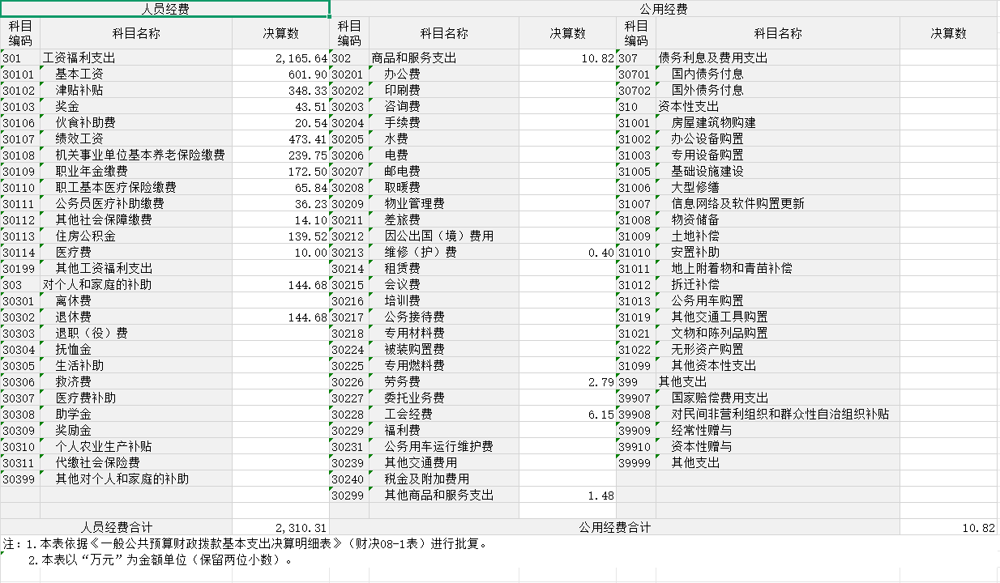 人员经费 公用经费
科目编码 科目名称 决算数 科目编码 科目名称 决算数 科目编码 科目名称 决算数
301 工资福利支出 2,165.64 302 商品和服务支出 10.82 307 债务利息及费用支出
30101 基本工资 601.90 30201 办公费 30701 国内债务付息
30102 津贴补贴 348.33 30202 印刷费 30702 国外债务付息
30103 奖金 43.51 30203 咨询费 310 资本性支出
30106 伙食补助费 20.54 30204 手续费 31001 房屋建筑物购建
30107 绩效工资 473.41 30205 水费 31002 办公设备购置
30108 机关事业单位基本养老保险缴费 239.75 30206 电费 31003 专用设备购置
30109 职业年金缴费 172.50 30207 邮电费 31005 基础设施建设
30110 职工基本医疗保险缴费 65.84 30208 取暖费 31006 大型修缮
30111 公务员医疗补助缴费 36.23 30209 物业管理费 31007 信息网络及软件购置更新
30112 其他社会保障缴费 14.10 30211 差旅费 31008 物资储备
30113 住房公积金 139.52 30212 因公出国（境）费用 31009 土地补偿
30114 医疗费 10.00 30213 维修（护）费 0.40 31010 安置补助
30199 其他工资福利支出 30214 租赁费 31011 地上附着物和青苗补偿
303 对个人和家庭的补助 144.68 30215 会议费 31012 拆迁补偿
30301 离休费 30216 培训费 31013 公务用车购置
30302 退休费 144.68 30217 公务接待费 31019 其他交通工具购置
30303 退职（役）费 30218 专用材料费 31021 文物和陈列品购置
30304 抚恤金 30224 被装购置费 31022 无形资产购置
30305 生活补助 30225 专用燃料费 31099 其他资本性支出
30306 救济费 30226 劳务费 2.79 399 其他支出
30307 医疗费补助 30227 委托业务费 39907 国家赔偿费用支出
30308 助学金 30228 工会经费 6.15 39908 对民间非营利组织和群众性自治组织补贴
30309 奖励金 30229 福利费 39909 经常性赠与
30310 个人农业生产补贴 30231 公务用车运行维护费 39910 资本性赠与
30311 代缴社会保险费 30239 其他交通费用 39999 其他支出
30399 其他对个人和家庭的补助 30240 税金及附加费用
30299 其他商品和服务支出 1.48
人员经费合计 2,310.31 公用经费合计 10.82
注：1.本表依据《一般公共预算财政拨款基本支出决算明细表》（财决08-1表）进行批复。
2.本表以“万元”为金额单位（保留两位小数）。